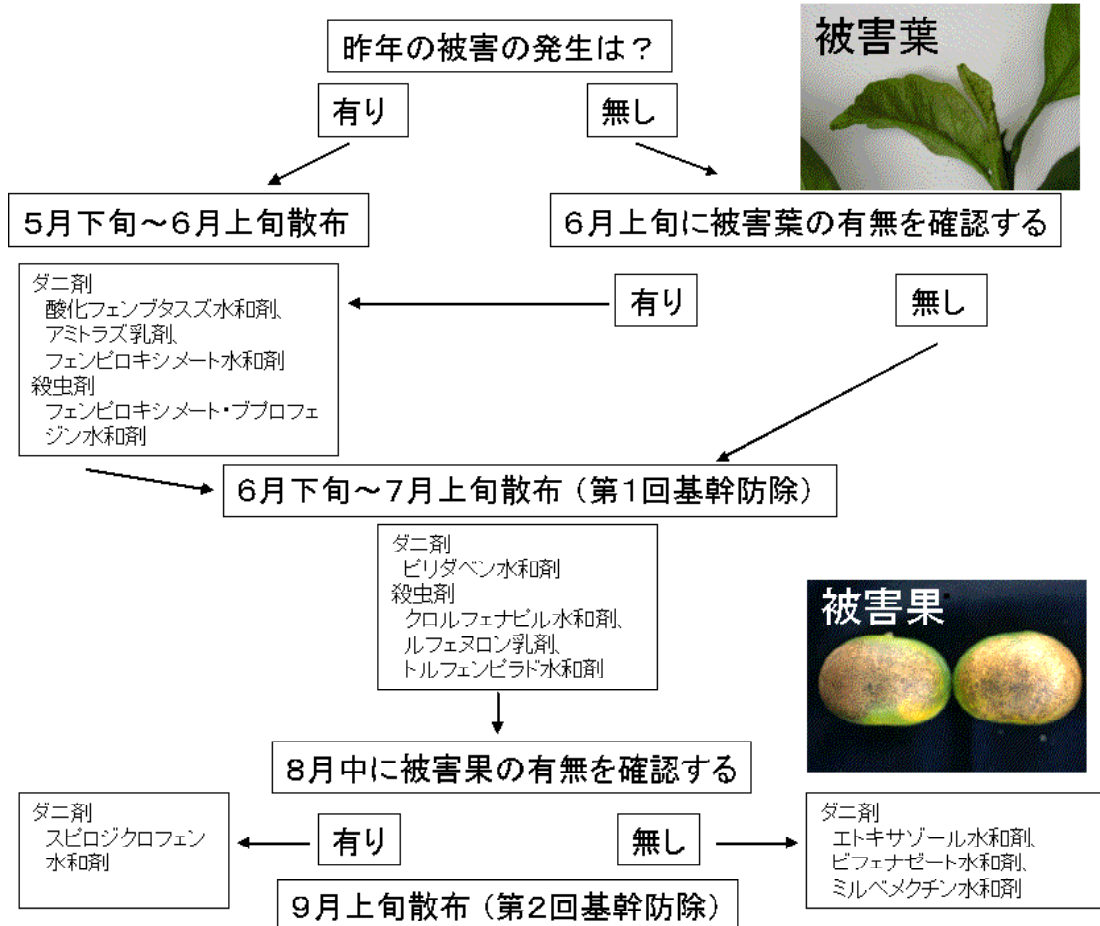 昨年の被害の発生は？
被害葉
有り
無し
5月下旬～6月上旬散布
6月上旬に被害葉の有無を確認する
ダニ剤
酸化フェンブタスズ水和剤、
アミトラズ乳剤、
フェンピロキシメート水和剤
殺虫剤
フェンピロキシメート・ブプロフェ
ジン水和剤
有り
無し
6月下旬～7月上旬散布（第1回基幹防除）
ダニ剤
ピリダベン水和剤
殺虫剤
クロルフェナピル水和剤、
ルフェヌロン乳剤、
トルフェンピラド水和剤
被害果
8月中に被害果の有無を確認する
ダニ剤
スピロジクロフェン
水和剤
有り
無し
ダニ剤
エトキサゾール水和剤、
ビフェナゼート水和剤、
ミルベメクチン水和剤
9月上旬散布（第2回基幹防除）